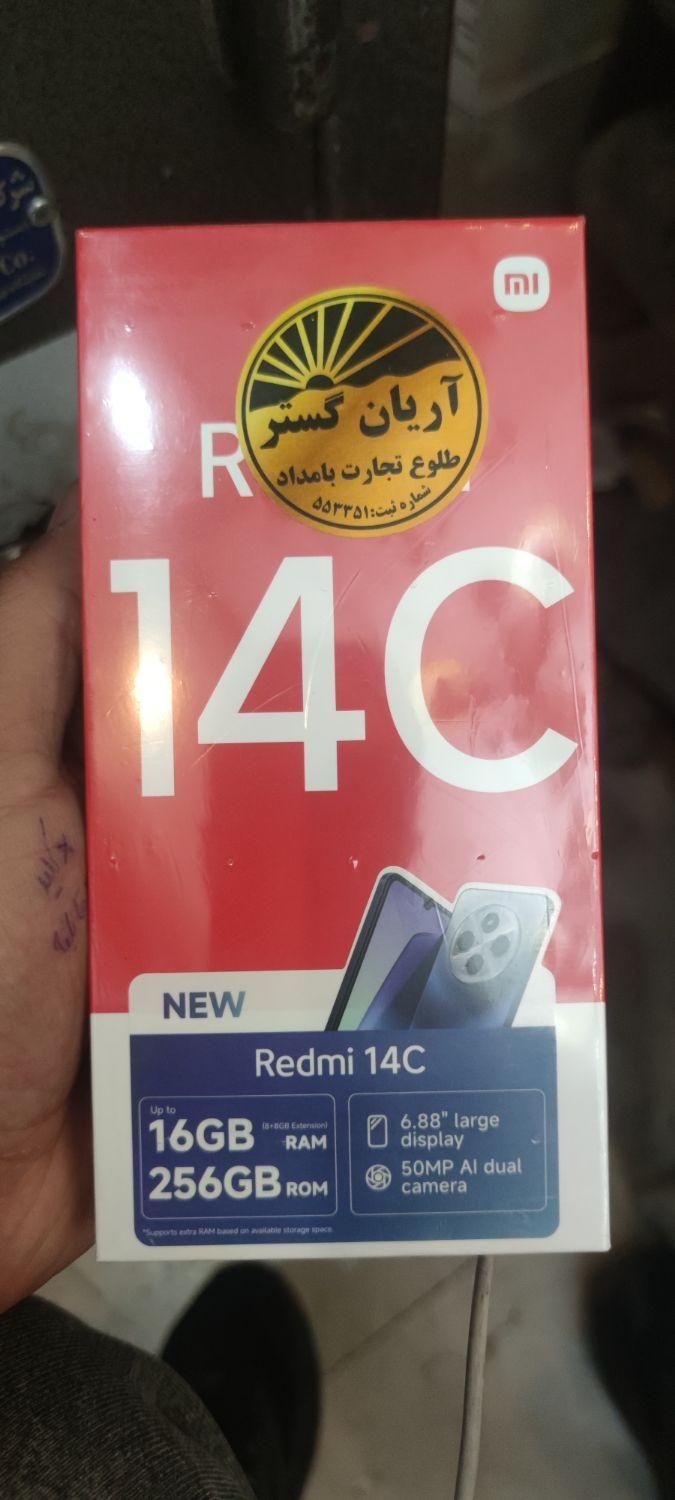 Co.
mi
آریان گستر
طلوع تجارت بامداد
شماره ثبت: ۵۵۳۳۵۱
14C
NEW
Redmi 14C
Up to
16GB (8+8GB Extension) RAM
256GB ROM
6.88" large
display
50MP AI dual
camera
*Supports extra RAM based on available storage space.